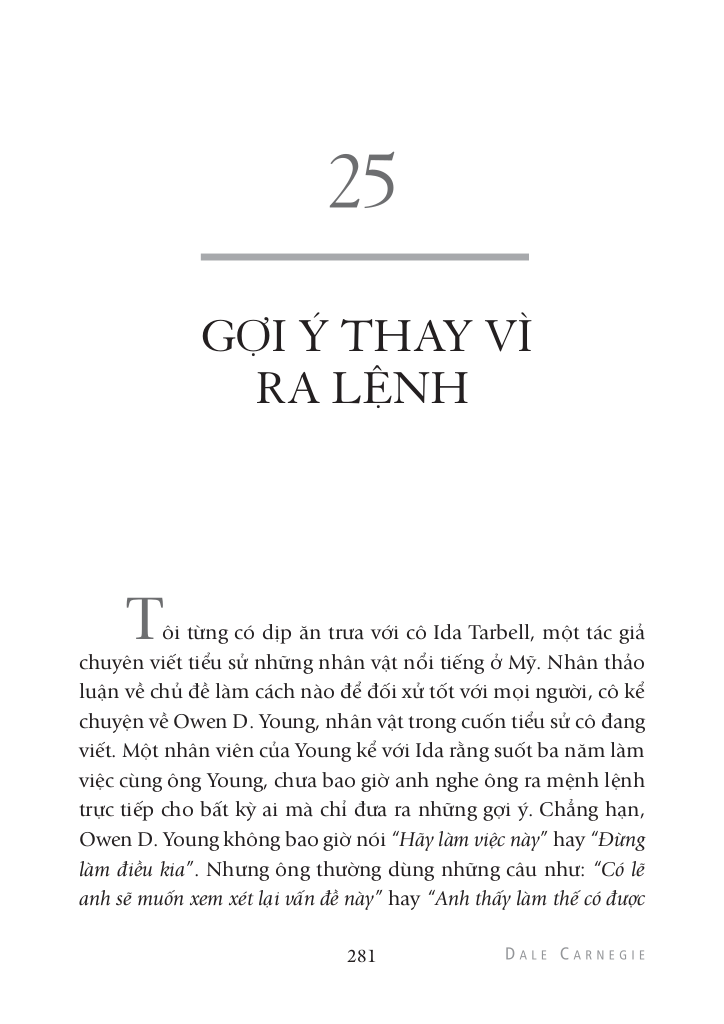 25
GỢI Ý THAY VÌ
RA LỆNH
Tôi từng có dịp ăn trưa với cô Ida Tarbell, một tác giả
chuyên viết tiểu sử những nhân vật nổi tiếng ở Mỹ. Nhân thảo
luận về chủ đề làm cách nào để đối xử tốt với mọi người, cô kể
chuyện về Owen D. Young, nhân vật trong cuốn tiểu sử cô đang
viết. Một nhân viên của Young kể với Ida rằng suốt ba năm làm
việc cùng ông Young, chưa bao giờ anh nghe ông ra mệnh lệnh
trực tiếp cho bất kỳ ai mà chỉ đưa ra những gợi ý. Chẳng hạn,
Owen D. Young không bao giờ nói “Hãy làm việc này” hay “Đừng
làm điều kia”. Nhưng ông thường dùng những câu như: “Có lẽ
anh sẽ muốn xem xét lại vấn đề này” hay “Anh thấy làm thế có được
281 DALE CARNEGIE